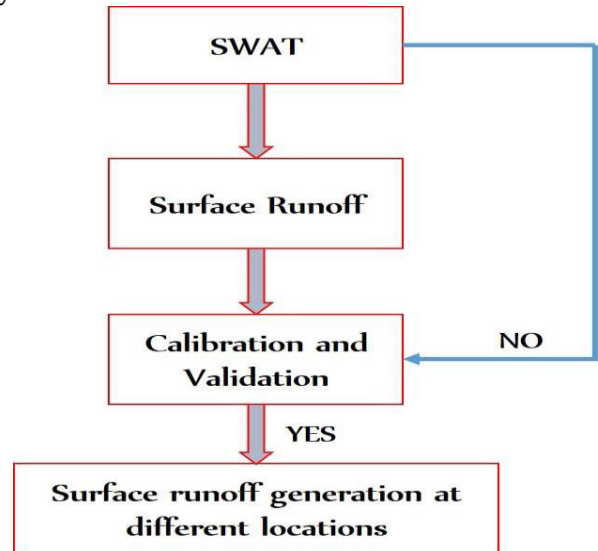 SWAT
Surface Runoff
Calibration and
Validation
NO
YES
Surface runoff generation at
different locations